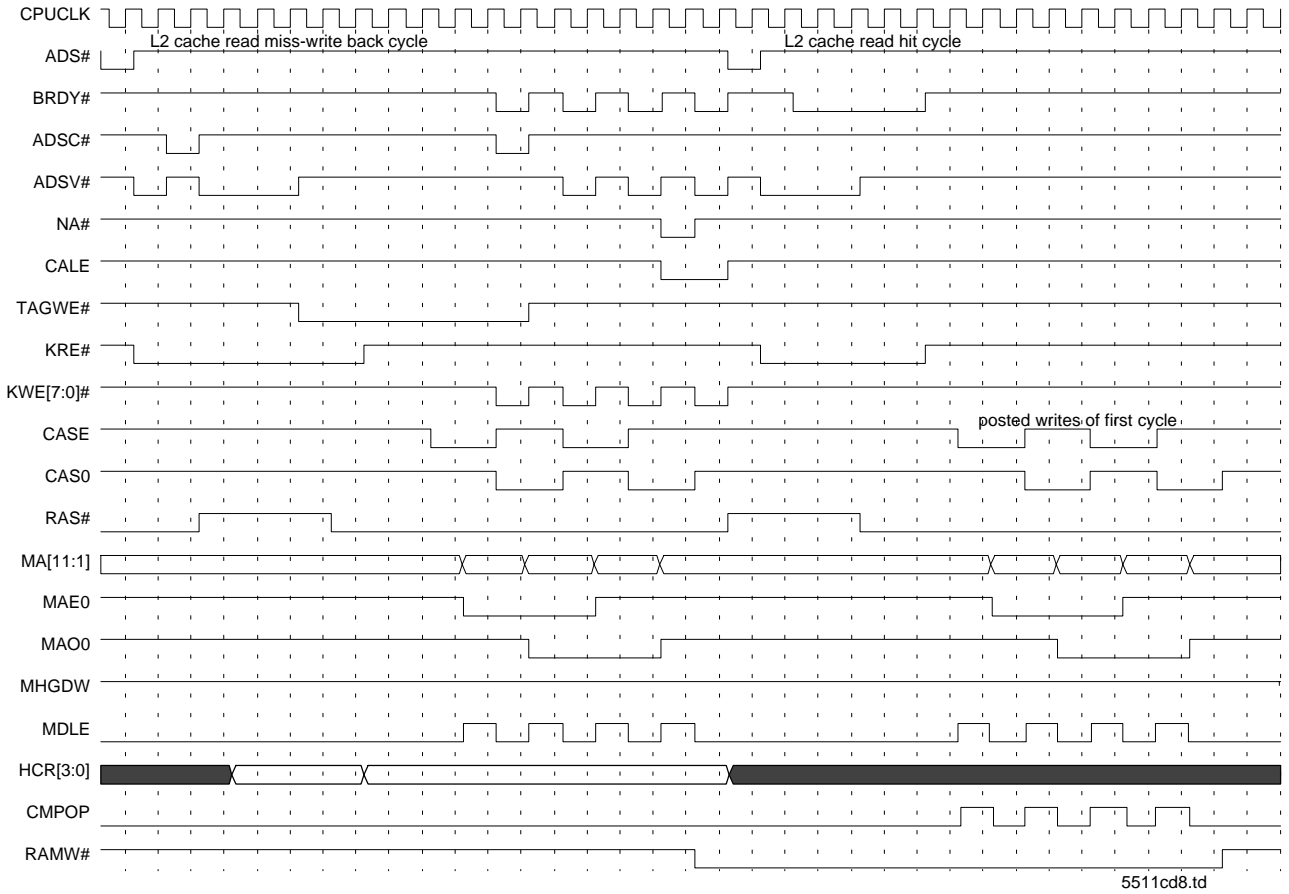 CPUCLK
L2 cache read miss-write back cycle
L2 cache read hit cycle
ADS#
BRDY#
ADSC#
ADSV#
NA#
CALE
TAGWE#
KRE#
KWE[7:0]#
posted writes of first cycle
CASE
CAS0
RAS#
MA[11:1]
MAE0
MAO0
MHGDW
MDLE
HCR[3:0]
CMPOP
RAMW#
5511cd8.td